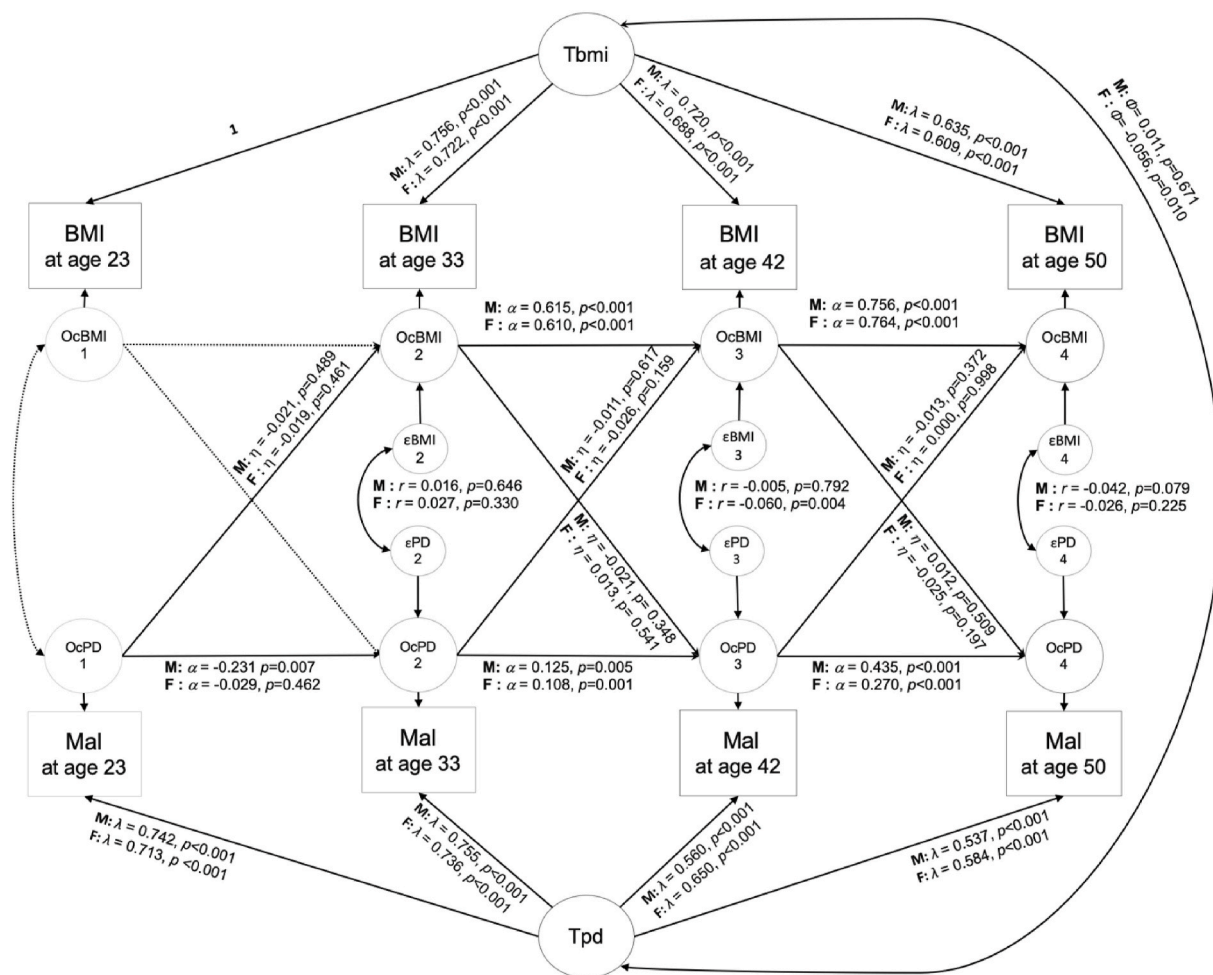 Tbmi
1
M: λ = 0.756, p<0.001
F: λ = 0.722, p<0.001
M: λ = 0.720, p<0.001
F: λ = 0.688, p<0.001
M: λ = 0.635, p<0.001
F: λ = 0.609, p<0.001
M: Φ= 0.011, p=0.671
F : Φ= -0.056, p=0.010
BMI
at age 23
BMI
at age 33
BMI
at age 42
BMI
at age 50
OcBMI
1
OcBMI
2
M: α = 0.615, p<0.001
F : α = 0.610, p<0.001
OcBMI
3
M: α = 0.756, p<0.001
F : α = 0.764, p<0.001
OcBMI
4
M: η = -0.021, p=0.489
F : η = -0.019, p=0.461
M: η = -0.011, p=0.617
F : η = -0.026, p=0.159
M: η = -0.013, p=0.372
F : η = 0.000, p=0.998
εBMI
2
εBMI
3
εBMI
4
M : r = 0.016, p=0.646
F : r = 0.027, p=0.330
M : r = -0.005, p=0.792
F : r = -0.060, p=0.004
M : r = -0.042, p=0.079
F : r = -0.026, p=0.225
εPD
2
εPD
3
εPD
4
M: η = -0.021, p= 0.348
F : η = 0.013, p= 0.541
M: η = 0.012, p=0.509
F : η = -0.025, p=0.197
OcPD
1
M: α = -0.231 p=0.007
F : α = -0.029, p=0.462
OcPD
2
M: α = 0.125, p=0.005
F : α = 0.108, p=0.001
OcPD
3
M: α = 0.435, p<0.001
F : α = 0.270, p<0.001
OcPD
4
Mal
at age 23
Mal
at age 33
Mal
at age 42
Mal
at age 50
M: λ = 0.742, p<0.001
F: λ = 0.713, p <0.001
M: λ = 0.755, p<0.001
F: λ = 0.736, p<0.001
M: λ = 0.560, p<0.001
F: λ = 0.650, p<0.001
M: λ = 0.537, p<0.001
F: λ = 0.584, p<0.001
Tpd